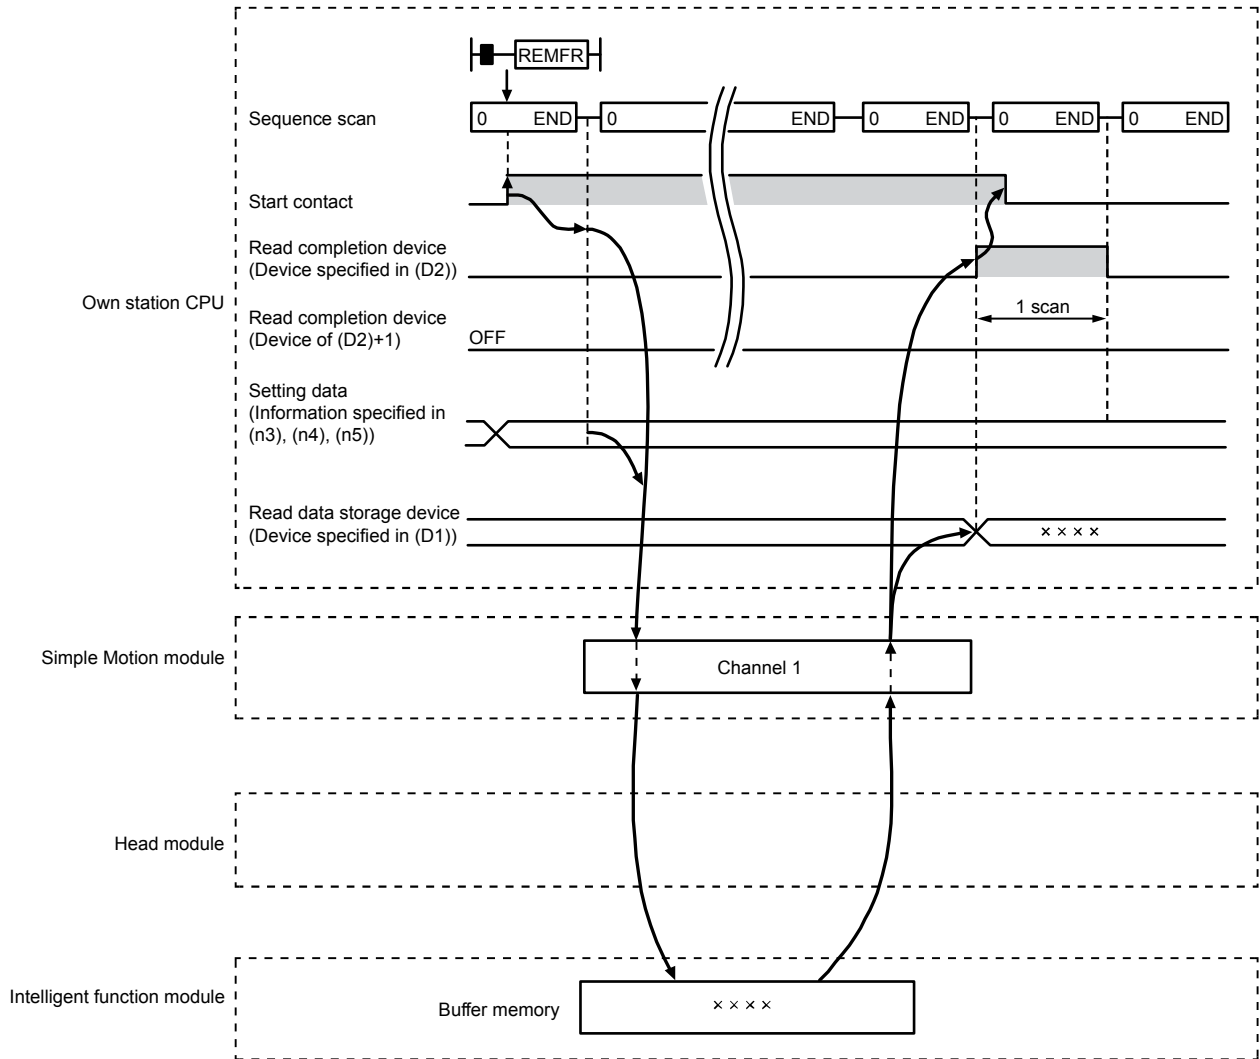 REMFR
Sequence scan
0 END 0 END 0 END 0 END 0 END
Start contact
Read completion device
(Device specified in (D2))
Own station CPU
1 scan
Read completion device
(Device of (D2)+1)
OFF
Setting data
(Information specified in
(n3), (n4), (n5))
Read data storage device
(Device specified in (D1))
××××
Simple Motion module
Channel 1
Head module
Intelligent function module
Buffer memory
××××